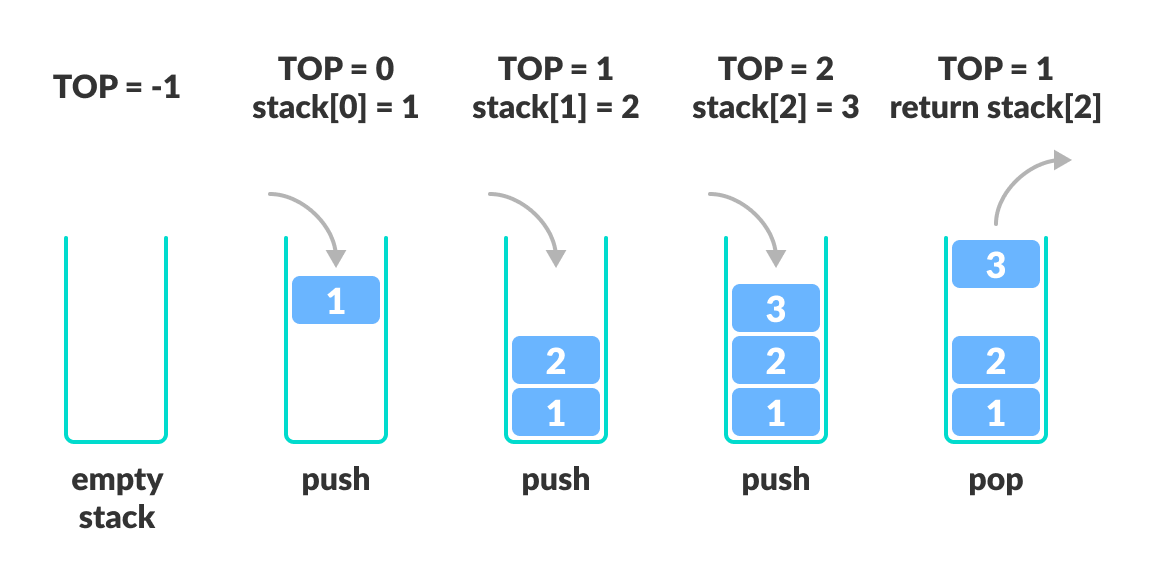 TOP = -1
TOP = 0
stack[0] = 1
TOP = 1
stack[1] = 2
TOP = 2
stack[2] = 3
TOP = 1
return stack[2]
1
2
1
3
2
1
3
2
1
empty
stack
push
push
push
pop